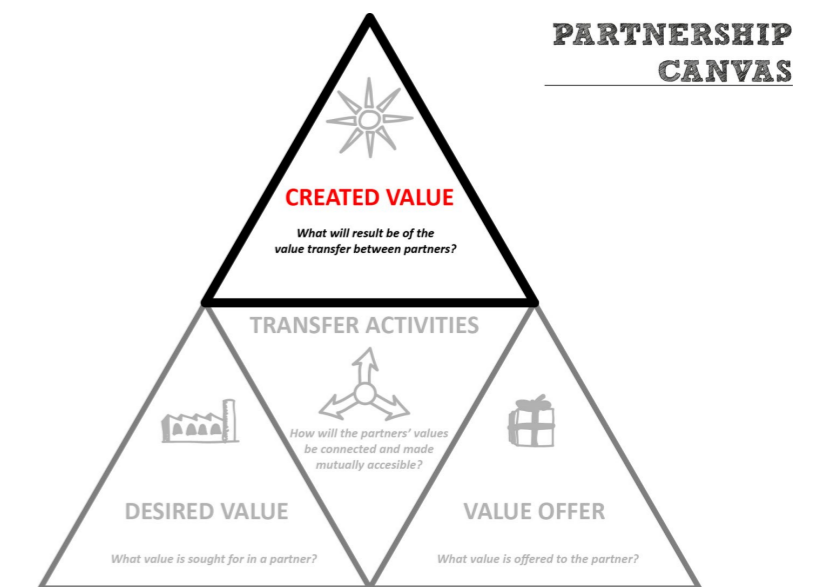 PARTNERSHIP
CANVAS
CREATED VALUE
What will result be of the
value transfer between partners?
TRANSFER ACTIVITIES
How will the partners’ values
be connected and made
mutually accesible?
DESIRED VALUE
What value is sought for in a partner?
VALUE OFFER
What value is offered to the partner?